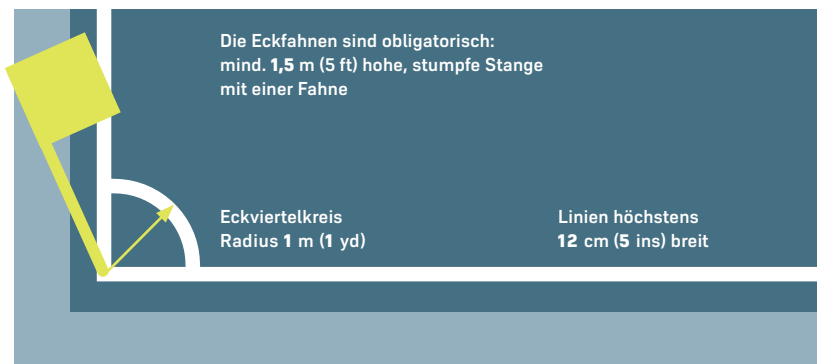 Die Eckfahnen sind obligatorisch:
mind. 1,5 m (5 ft) hohe, stumpfe Stange
mit einer Fahne
Eckviertelkreis
Radius 1 m (1 yd)
Linien höchstens
12 cm (5 ins) breit